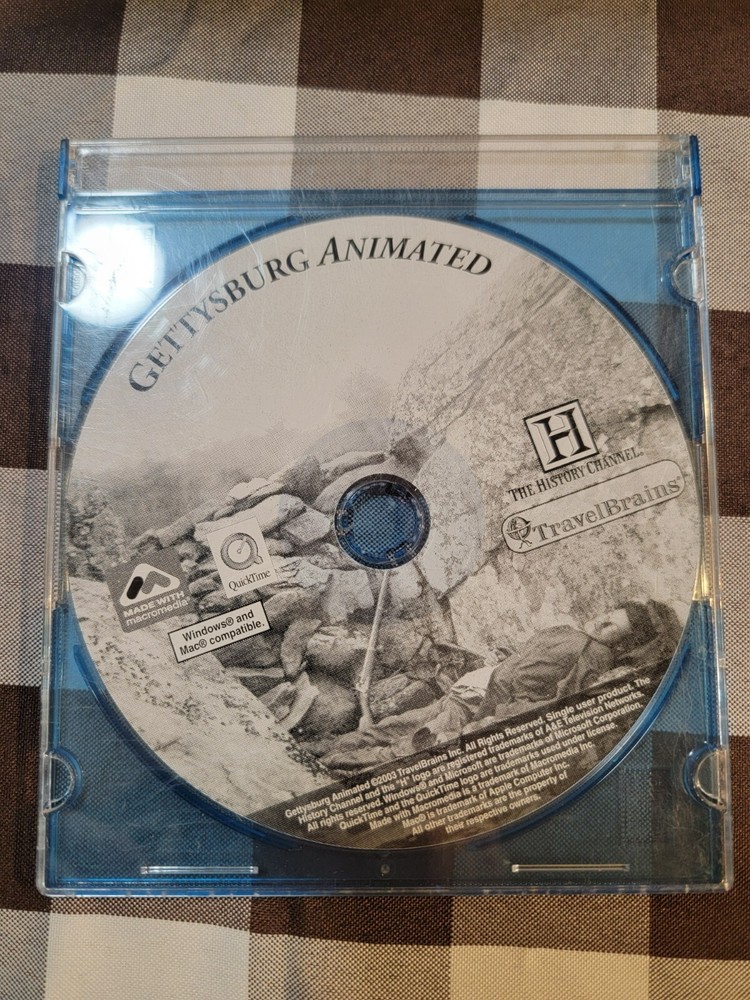 GETTYSBURG ANIMATED
H
THE HISTORY CHANNEL.
TravelBrains™
MADE WITH
macromedia®
QuickTime
Windows® and
Mac® compatible.
Gettysburg Animated ©2003 TravelBrains Inc. All Rights Reserved. Single user product. The
History Channel and the "H" logo are registered trademarks of A&E Television Networks.
All rights reserved. Windows® and Microsoft are trademarks of Microsoft Corporation.
QuickTime and the QuickTime logo are trademarks used under license.
Made with Macromedia is a trademark of Macromedia Inc.
Mac® is trademark of Apple Computer Inc.
All other trademarks are the property of
their respective owners.